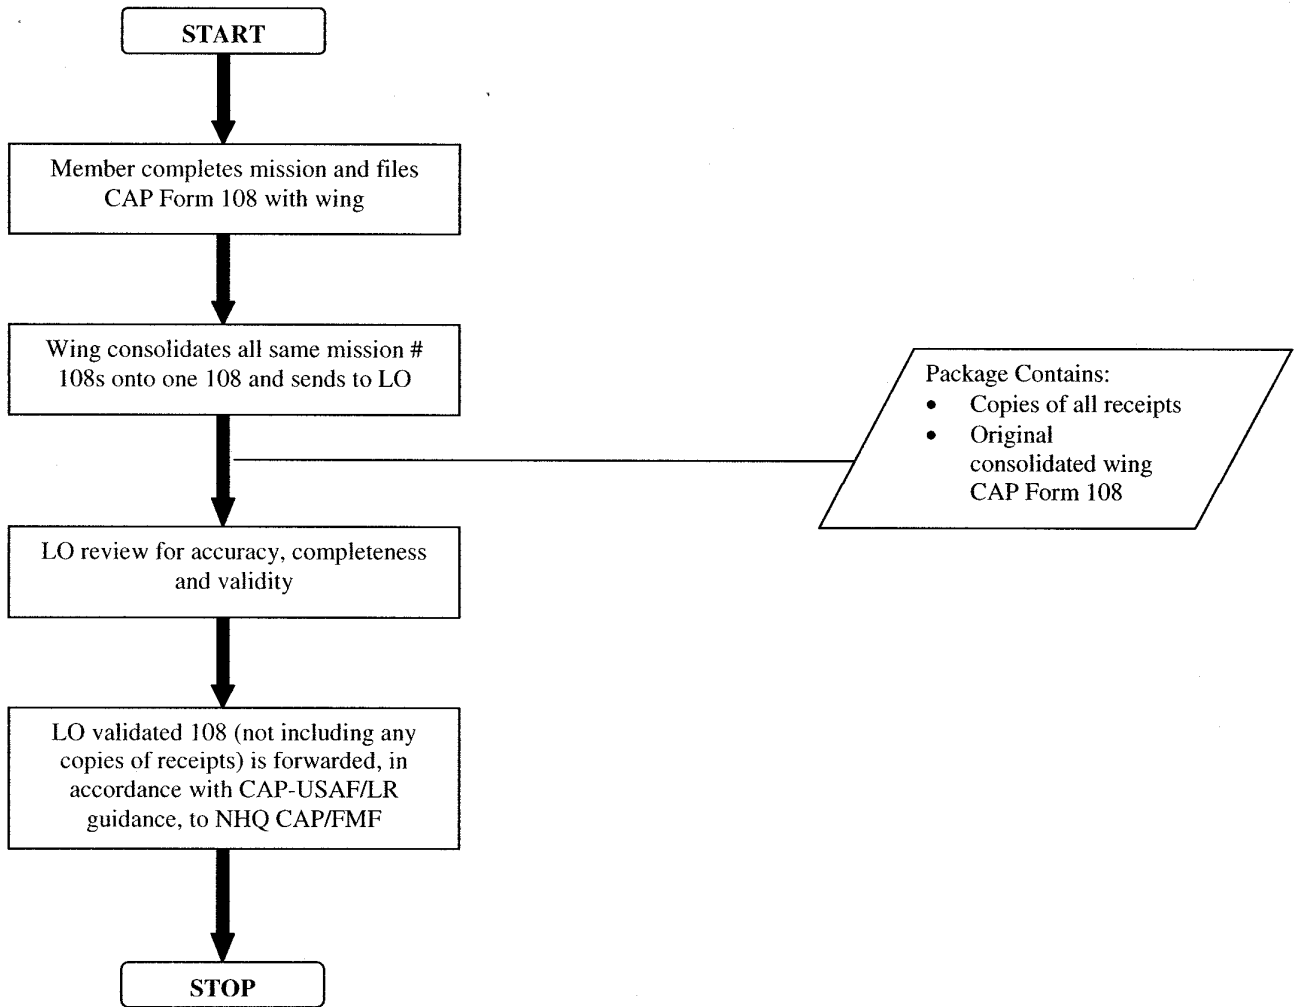 START
Member completes mission and files
CAP Form 108 with wing
Wing consolidates all same mission #
108s onto one 108 and sends to LO
Package Contains:
• Copies of all receipts
• Original
consolidated wing
CAP Form 108
LO review for accuracy, completeness
and validity
LO validated 108 (not including any
copies of receipts) is forwarded, in
accordance with CAP-USAF/LR
guidance, to NHQ CAP/FMF
STOP